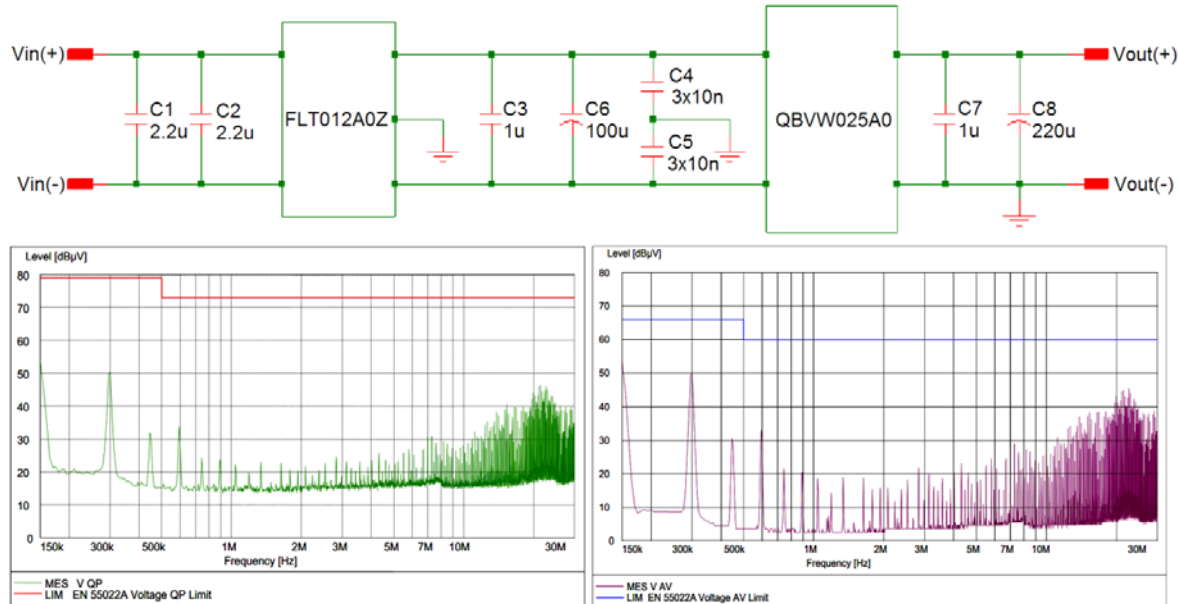 Vin(+)
Vout(+)
C1
2.2u
C2
2.2u
FLT012A0Z
C3
1u
C6
100u
C4
3x10n
C5
3x10n
QBVW025A0
C7
1u
C8
220u
Vin(-)
Vout(-)
Level [dBµV]
80
70
60
50
40
30
20
10
0
150k 300k 500k 1M 2M 3M 5M 7M 10M 30M
Frequency [Hz]
MES V QP
LIM EN 55022A Voltage QP Limit
Level [dBµV]
80
70
60
50
40
30
20
10
0
150k 300k 500k 1M 2M 3M 5M 7M 10M 30M
Frequency [Hz]
MES V AV
LIM EN 55022A Voltage AV Limit